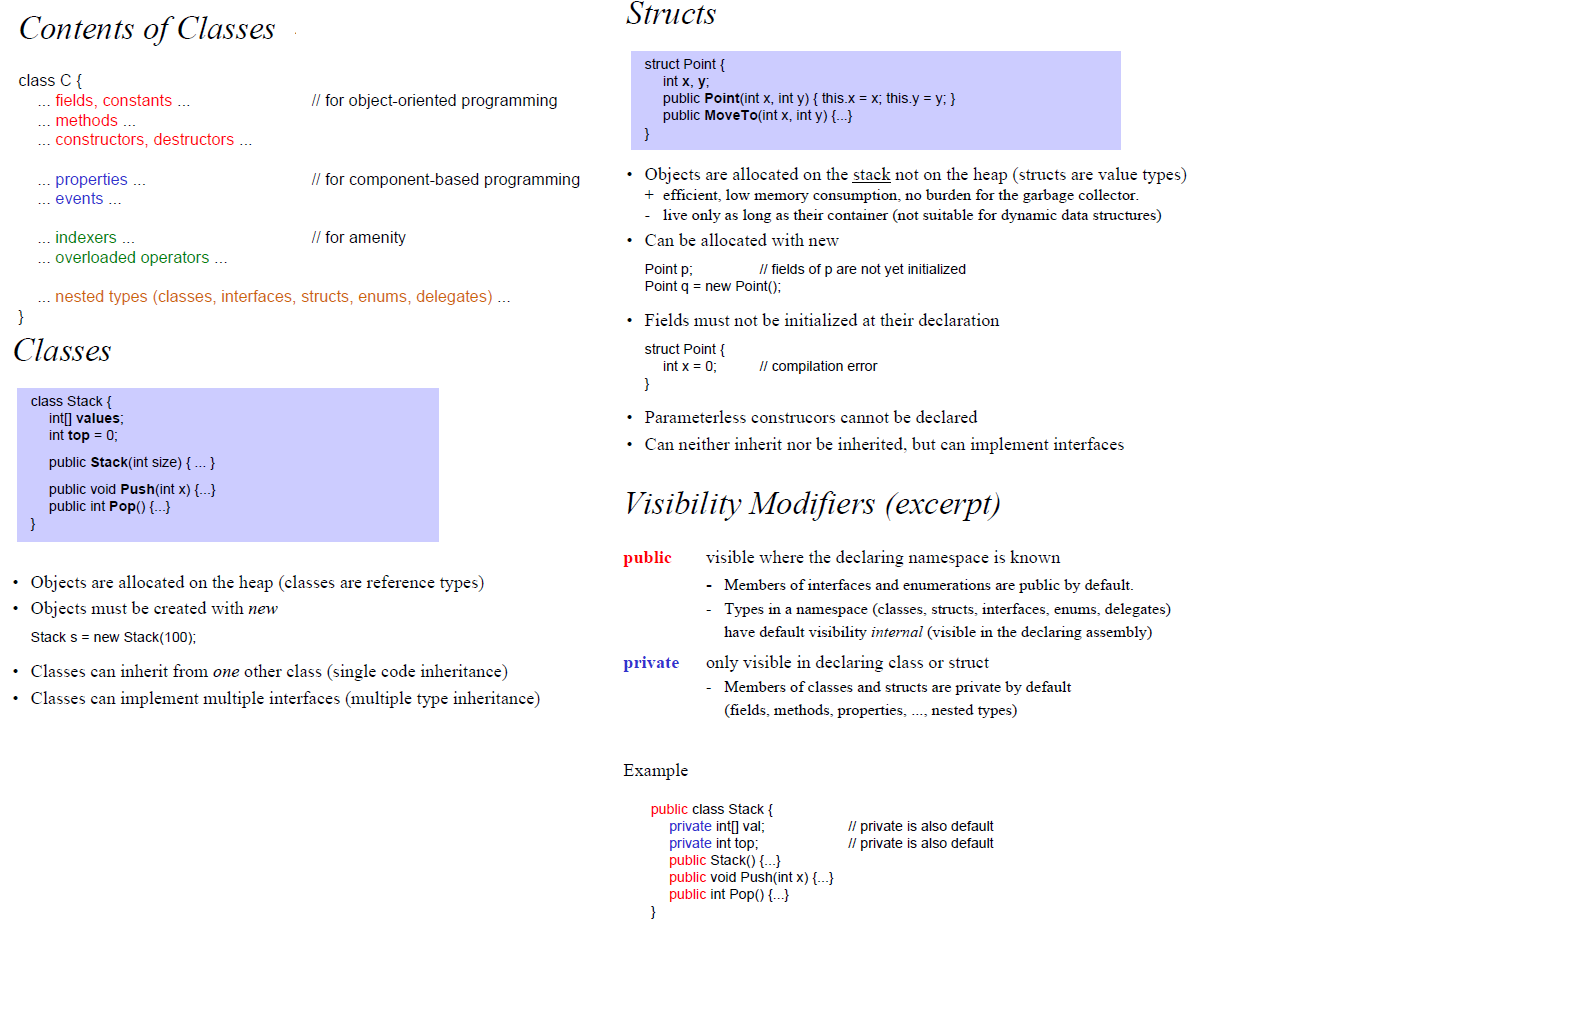 Contents of Classes
class C {
... fields, constants ... // for object-oriented programming
... methods ...
... constructors, destructors ...
... properties ... // for component-based programming
... events ...
... indexers ... // for amenity
... overloaded operators ...
... nested types (classes, interfaces, structs, enums, delegates) ...
}
Classes
class Stack {
int[] values;
int top = 0;
public Stack(int size) { ... }
public void Push(int x) {...}
public int Pop() {...}
}
• Objects are allocated on the heap (classes are reference types)
• Objects must be created with new
Stack s = new Stack(100);
• Classes can inherit from one other class (single code inheritance)
• Classes can implement multiple interfaces (multiple type inheritance)
Structs
struct Point {
int x, y;
public Point(int x, int y) { this.x = x; this.y = y; }
public MoveTo(int x, int y) {...}
}
• Objects are allocated on the stack not on the heap (structs are value types)
+ efficient, low memory consumption, no burden for the garbage collector.
- live only as long as their container (not suitable for dynamic data structures)
• Can be allocated with new
Point p; // fields of p are not yet initialized
Point q = new Point();
• Fields must not be initialized at their declaration
struct Point {
int x = 0; // compilation error
}
• Parameterless construcors cannot be declared
• Can neither inherit nor be inherited, but can implement interfaces
Visibility Modifiers (excerpt)
public visible where the declaring namespace is known
- Members of interfaces and enumerations are public by default.
- Types in a namespace (classes, structs, interfaces, enums, delegates)
have default visibility internal (visible in the declaring assembly)
private only visible in declaring class or struct
- Members of classes and structs are private by default
(fields, methods, properties, ..., nested types)
Example
public class Stack {
private int[] val; // private is also default
private int top; // private is also default
public Stack() {...}
public void Push(int x) {...}
public int Pop() {...}
}